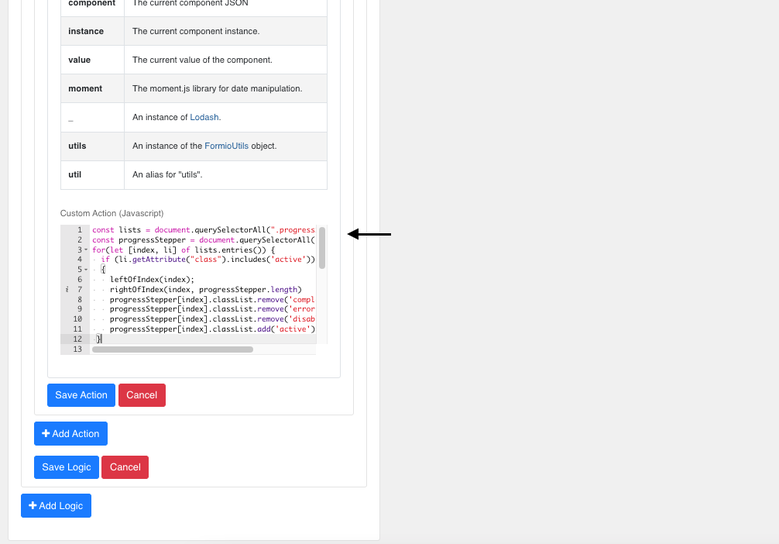 component The current component JSON
instance The current component instance.
value The current value of the component.
moment The moment.js library for date manipulation.
_ An instance of Lodash.
utils An instance of the FormioUtils object.
util An alias for "utils".
Custom Action (Javascript)
1 const lists = document.querySelectorAll(".progress
2 const progressStepper = document.querySelectorAll(
3 for(let [index, li] of lists.entries()) {
4 if (li.getAttribute("class").includes('active'))
5 {
6 leftOfIndex(index);
i 7 rightOfIndex(index, progressStepper.length)
8 progressStepper[index].classList.remove('compl
9 progressStepper[index].classList.remove('error
10 progressStepper[index].classList.remove('disab
11 progressStepper[index].classList.add('active')
12 }
13
Save Action Cancel
+ Add Action
Save Logic Cancel
+ Add Logic